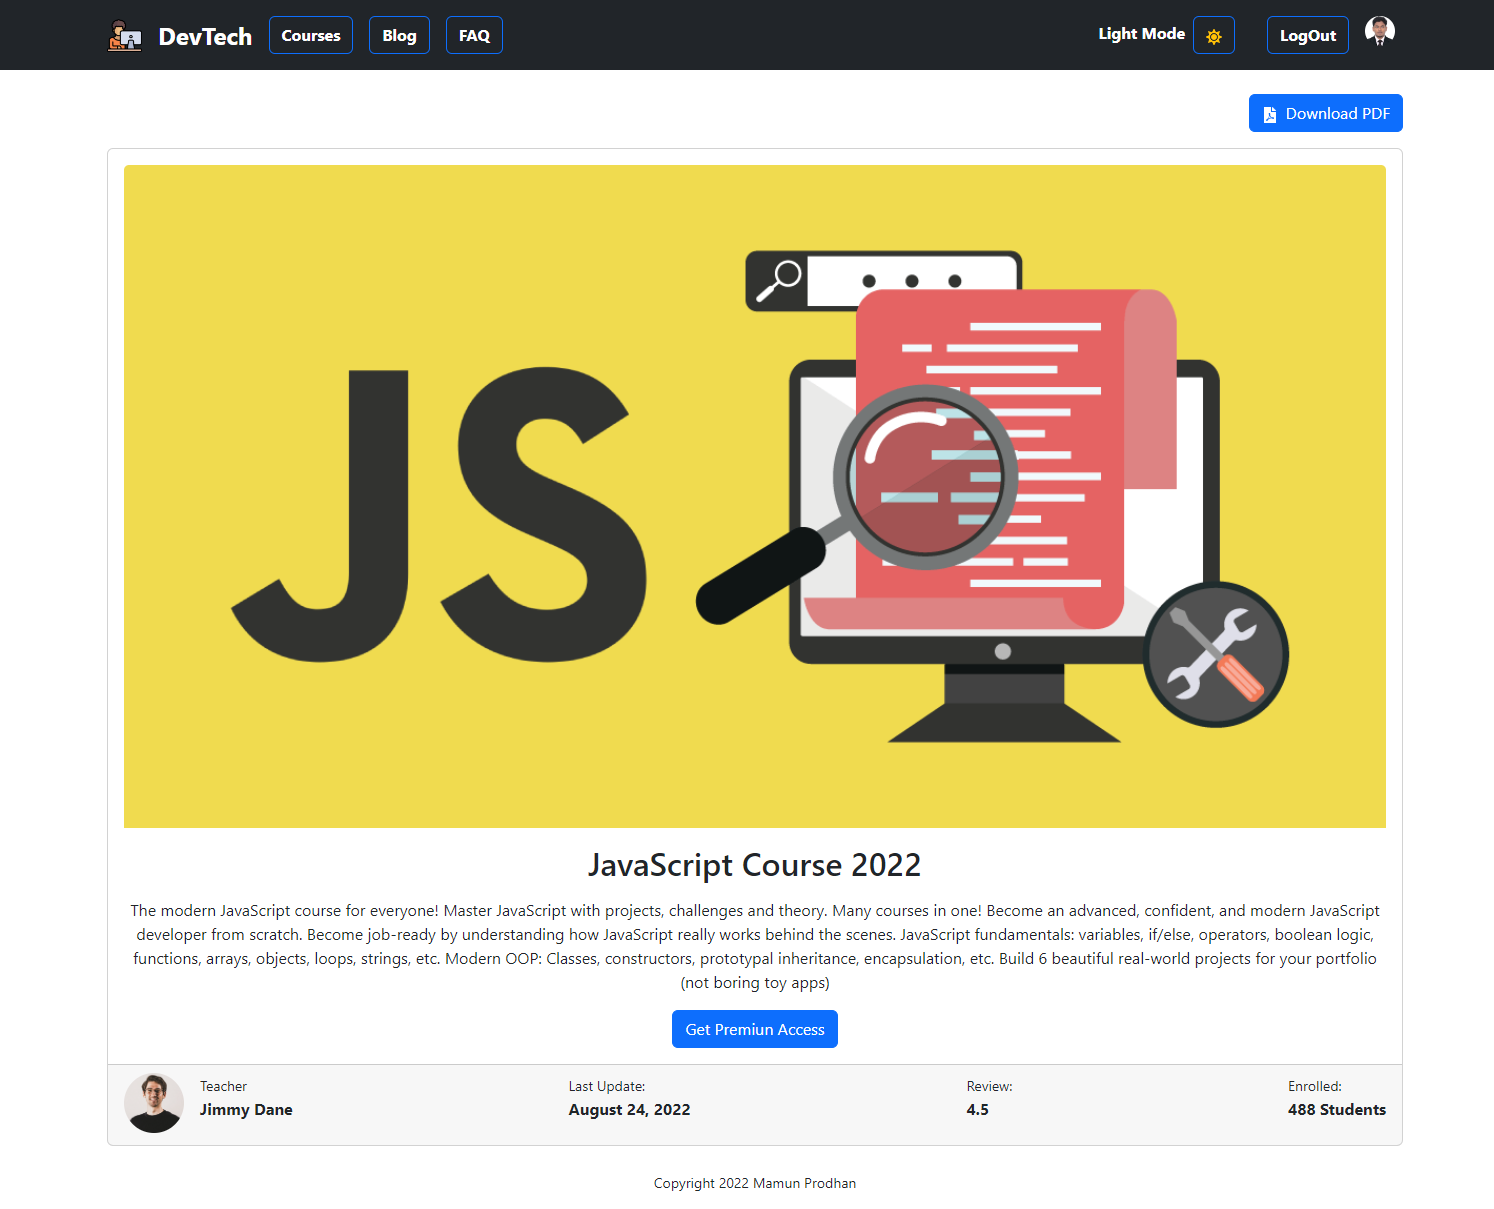 DevTech
Courses
Blog
FAQ
Light Mode
LogOut
Download PDF
JS
JavaScript Course 2022
The modern JavaScript course for everyone! Master JavaScript with projects, challenges and theory. Many courses in one! Become an advanced, confident, and modern JavaScript
developer from scratch. Become job-ready by understanding how JavaScript really works behind the scenes. JavaScript fundamentals: variables, if/else, operators, boolean logic,
functions, arrays, objects, loops, strings, etc. Modern OOP: Classes, constructors, prototypal inheritance, encapsulation, etc. Build 6 beautiful real-world projects for your portfolio
(not boring toy apps)
Get Premiun Access
Teacher
Jimmy Dane
Last Update:
August 24, 2022
Review:
4.5
Enrolled:
488 Students
Copyright 2022 Mamun Prodhan